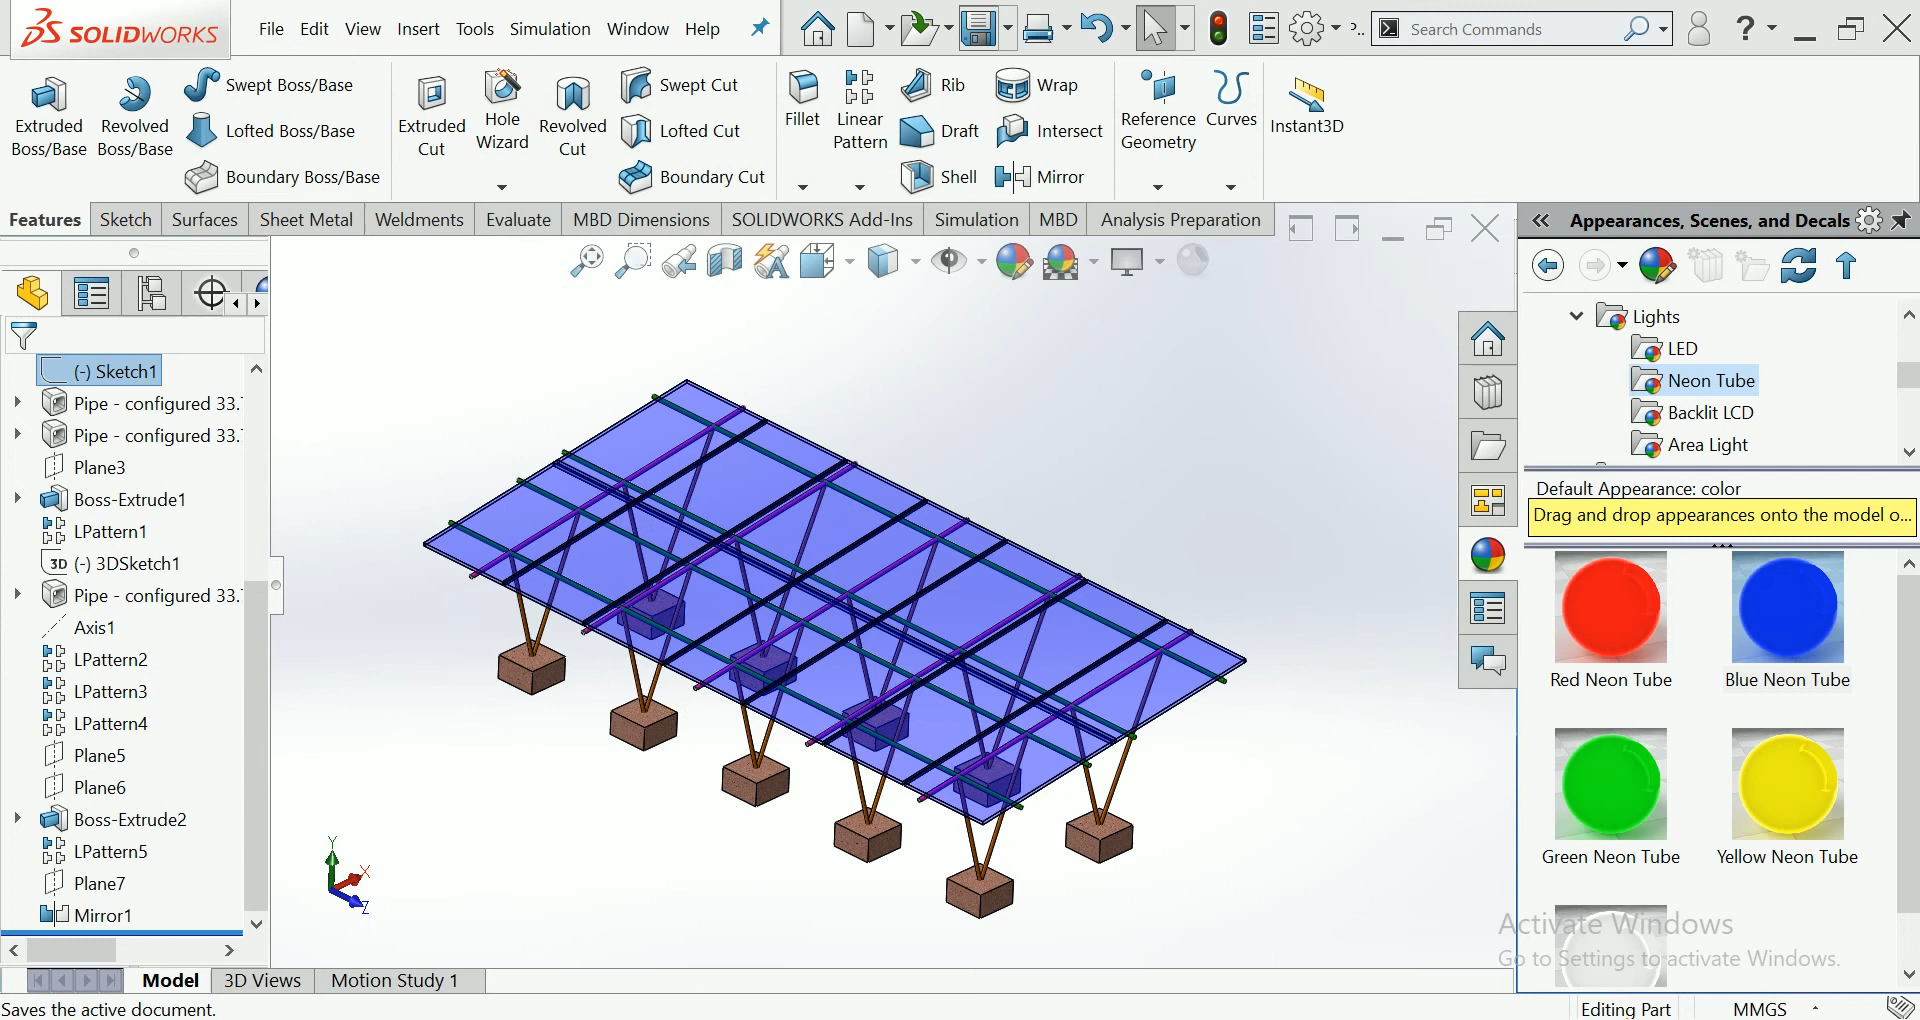 SOLIDWORKS
File Edit View Insert Tools Simulation Window Help
Search Commands
Extruded Boss/Base
Revolved Boss/Base
Swept Boss/Base
Lofted Boss/Base
Boundary Boss/Base
Extruded Cut
Hole Wizard
Revolved Cut
Swept Cut
Lofted Cut
Boundary Cut
Fillet
Linear Pattern
Rib
Draft
Shell
Wrap
Intersect
Mirror
Reference Geometry
Curves
Instant3D
Features Sketch Surfaces Sheet Metal Weldments Evaluate MBD Dimensions SOLIDWORKS Add-Ins Simulation MBD Analysis Preparation
(-) Sketch1
Pipe - configured 33.
Pipe - configured 33.
Plane3
Boss-Extrude1
LPattern1
3D (-) 3DSketch1
Pipe - configured 33.
Axis1
LPattern2
LPattern3
LPattern4
Plane5
Plane6
Boss-Extrude2
LPattern5
Plane7
Mirror1
Y
X
Z
Appearances, Scenes, and Decals
Lights
LED
Neon Tube
Backlit LCD
Area Light
Default Appearance: color
Drag and drop appearances onto the model o...
Red Neon Tube
Blue Neon Tube
Green Neon Tube
Yellow Neon Tube
Activate Windows
Go to Settings to activate Windows.
Model 3D Views Motion Study 1
Saves the active document.
Editing Part
MMGS